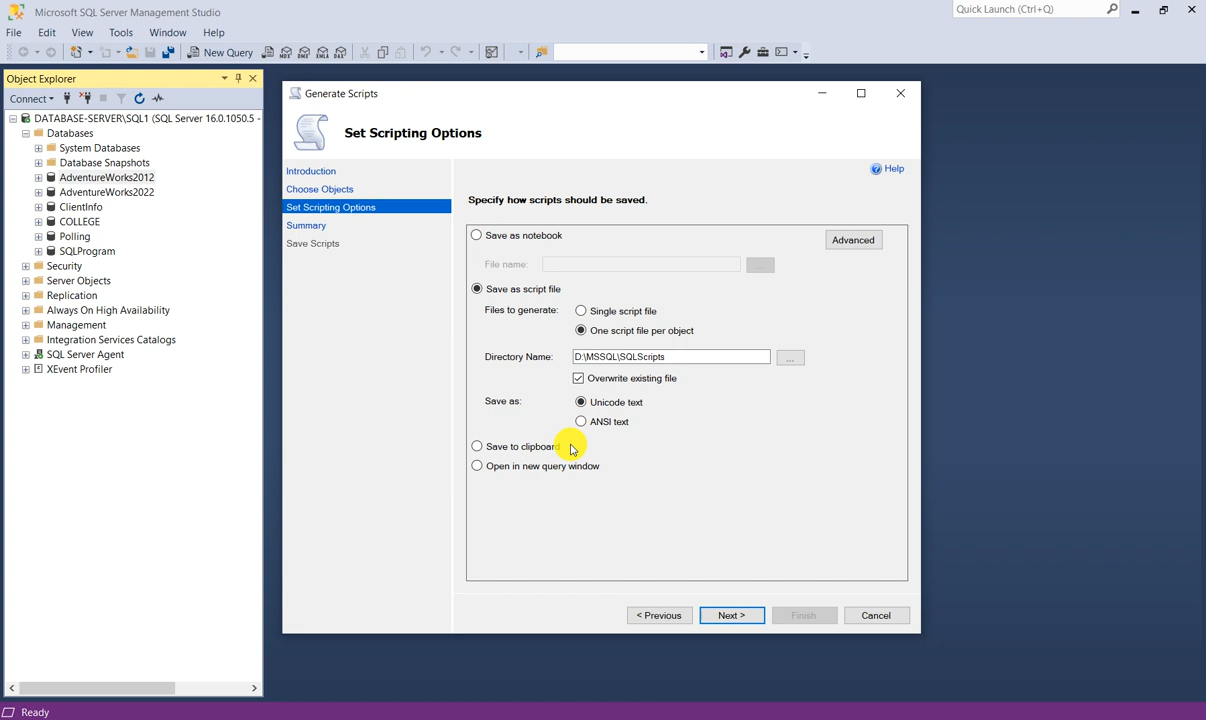 Microsoft SQL Server Management Studio
Quick Launch (Ctrl+Q)
File Edit View Tools Window Help
New Query
MDX DMX XMLA DAX
Object Explorer
Connect
DATABASE-SERVER\SQL1 (SQL Server 16.0.1050.5 -
Databases
System Databases
Database Snapshots
AdventureWorks2012
AdventureWorks2022
ClientInfo
COLLEGE
Polling
SQLProgram
Security
Server Objects
Replication
Always On High Availability
Management
Integration Services Catalogs
SQL Server Agent
XEvent Profiler
Generate Scripts
Set Scripting Options
Introduction
Choose Objects
Set Scripting Options
Summary
Save Scripts
Help
Specify how scripts should be saved.
Save as notebook
Advanced
File name:
...
Save as script file
Files to generate:
Single script file
One script file per object
Directory Name:
D:\MSSQL\SQLScripts
...
Overwrite existing file
Save as:
Unicode text
ANSI text
Save to clipboard
Open in new query window
< Previous
Next >
Finish
Cancel
Ready